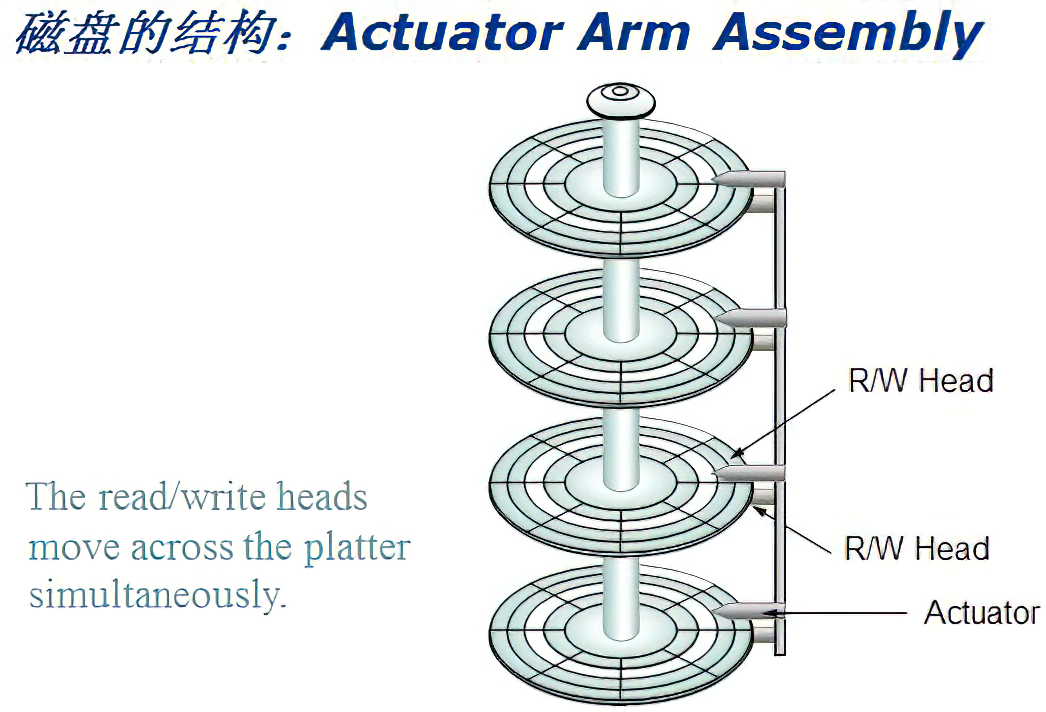 磁盘的结构: Actuator Arm Assembly
R/W Head
The read/write heads
move across the platter
simultaneously.
R/W Head
Actuator